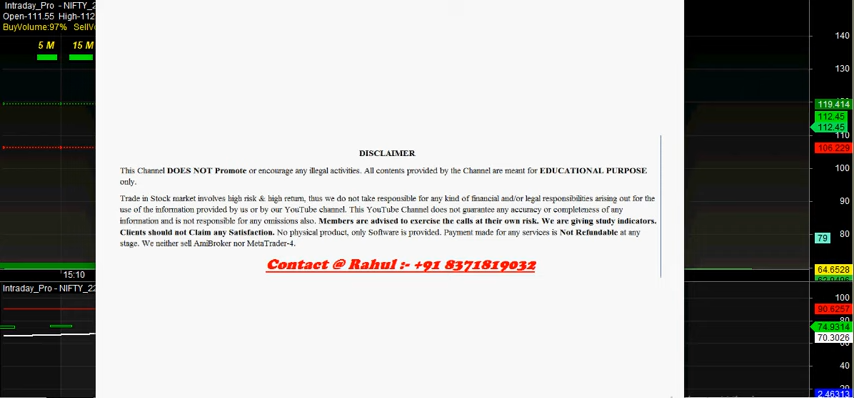 Intraday_Pro - NIFTY_2
Open-111.55 High-112
BuyVolume:97% SellVo
5 M 15 M
140
130
119.414
112.45
112.45
110
106.229
100
90
80
79
64.6528
15:10
DISCLAIMER
This Channel DOES NOT Promote or encourage any illegal activities. All contents provided by the Channel are meant for EDUCATIONAL PURPOSE
only.
Trade in Stock market involves high risk & high return, thus we do not take responsible for any kind of financial and/or legal responsibilities arising out for the
use of the information provided by us or by our YouTube channel. This YouTube Channel does not guarantee any accuracy or completeness of any
information and is not responsible for any omissions also. Members are advised to exercise the calls at their own risk. We are giving study indicators.
Clients should not Claim any Satisfaction. No physical product, only Software is provided. Payment made for any services is Not Refundable at any
stage. We neither sell AmiBroker nor MetaTrader-4.
Contact @ Rahul :- +91 8371819032
Intraday_Pro - NIFTY_22
100
90.6257
80
74.9314
70.3026
60
40
20
2.46313